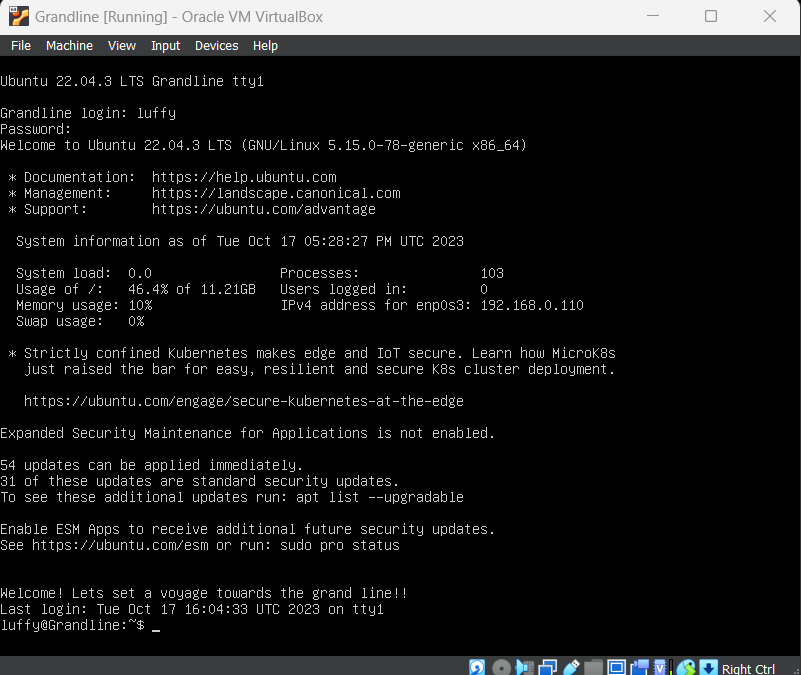 Grandline [Running] - Oracle VM VirtualBox
File Machine View Input Devices Help
Ubuntu 22.04.3 LTS Grandline tty1
Grandline login: luffy
Password:
Welcome to Ubuntu 22.04.3 LTS (GNU/Linux 5.15.0-78-generic x86_64)
* Documentation: https://help.ubuntu.com
* Management: https://landscape.canonical.com
* Support: https://ubuntu.com/advantage
System information as of Tue Oct 17 05:28:27 PM UTC 2023
System load: 0.0 Processes: 103
Usage of /: 46.4% of 11.21GB Users logged in: 0
Memory usage: 10% IPv4 address for enp0s3: 192.168.0.110
Swap usage: 0%
* Strictly confined Kubernetes makes edge and IoT secure. Learn how MicroK8s
just raised the bar for easy, resilient and secure K8s cluster deployment.
https://ubuntu.com/engage/secure-kubernetes-at-the-edge
Expanded Security Maintenance for Applications is not enabled.
54 updates can be applied immediately.
31 of these updates are standard security updates.
To see these additional updates run: apt list --upgradable
Enable ESM Apps to receive additional future security updates.
See https://ubuntu.com/esm or run: sudo pro status
Welcome! Lets set a voyage towards the grand line!!
Last login: Tue Oct 17 16:04:33 UTC 2023 on tty1
luffy@Grandline:~$ _
Right Ctrl